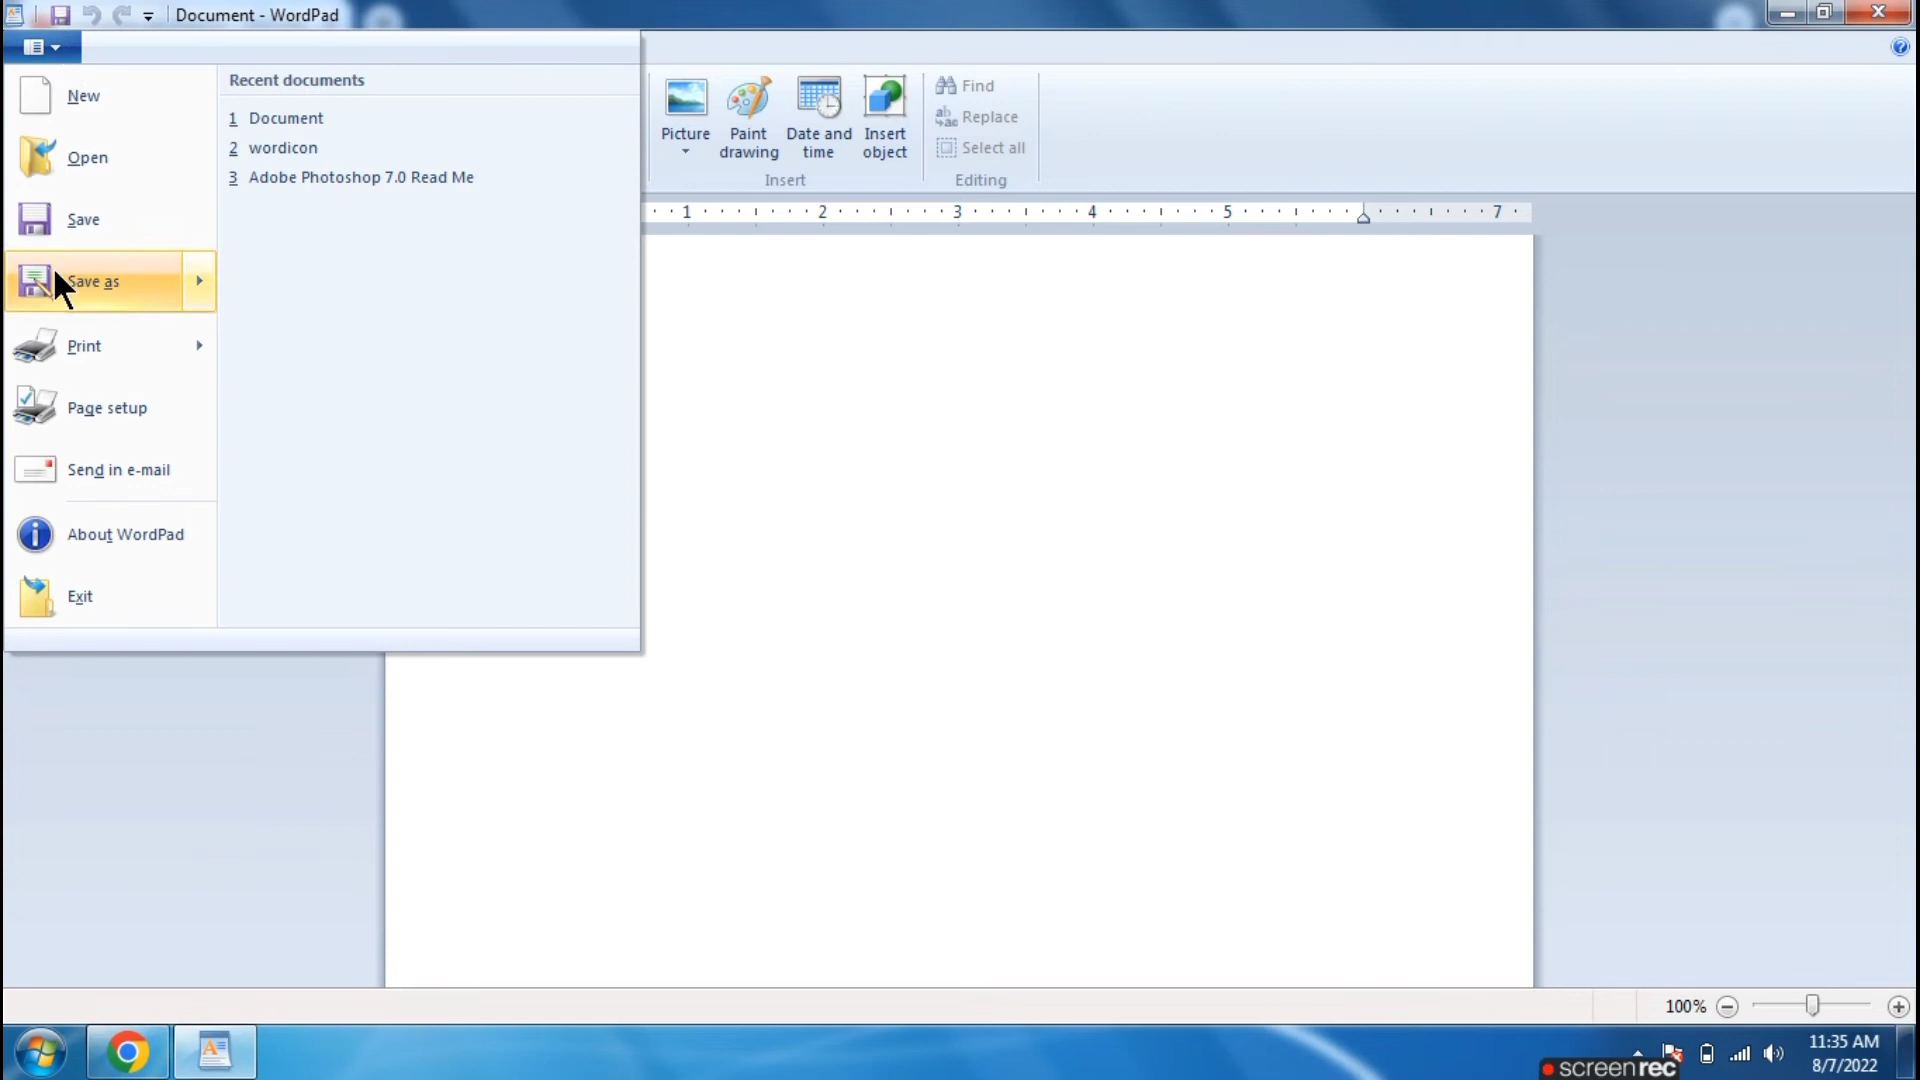 Document - WordPad
New
Open
Save
Save as
Print
Page setup
Send in e-mail
About WordPad
Exit
Recent documents
1 Document
2 wordicon
3 Adobe Photoshop 7.0 Read Me
Picture
Paint drawing
Date and time
Insert object
Insert
Find
Replace
Select all
Editing
1 2 3 4 5 7
100%
11:35 AM
8/7/2022
screenrec